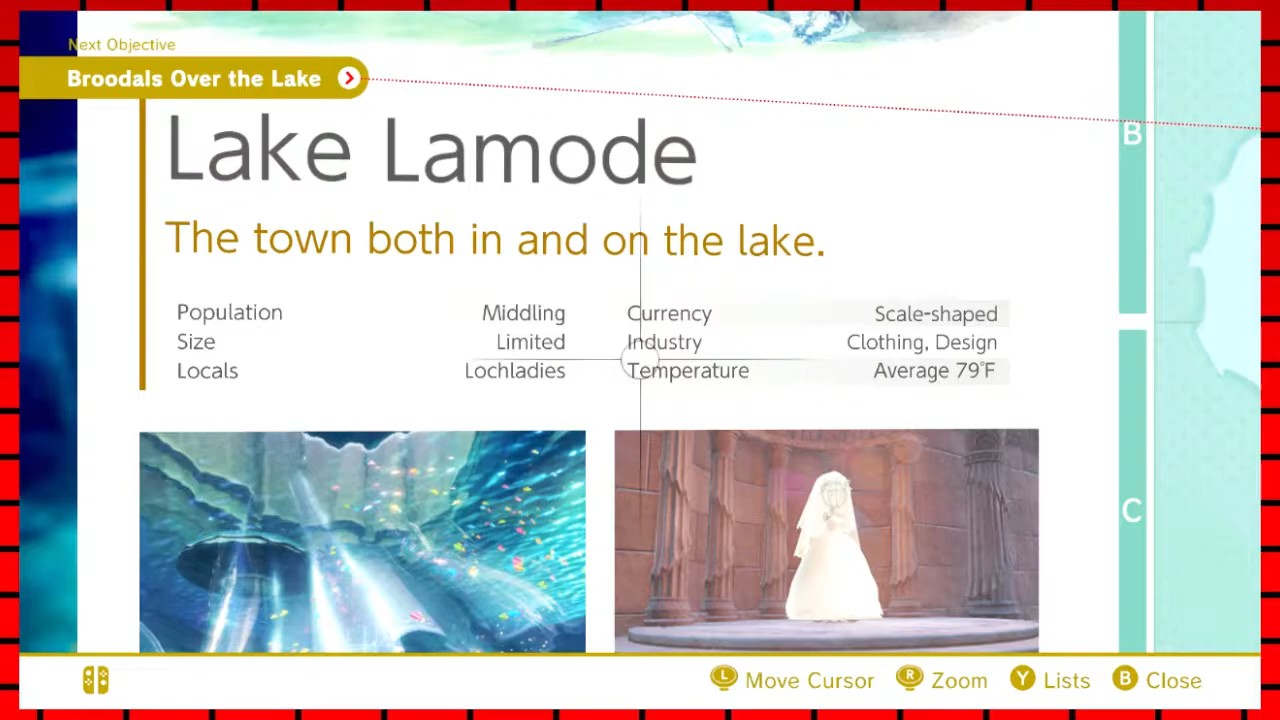 Next Objective
Broodals Over the Lake
B
Lake Lamode
The town both in and on the lake.
Population Middling Currency Scale-shaped
Size Limited Industry Clothing, Design
Locals Lochladies Temperature Average 79°F
C
L Move Cursor R Zoom Y Lists B Close